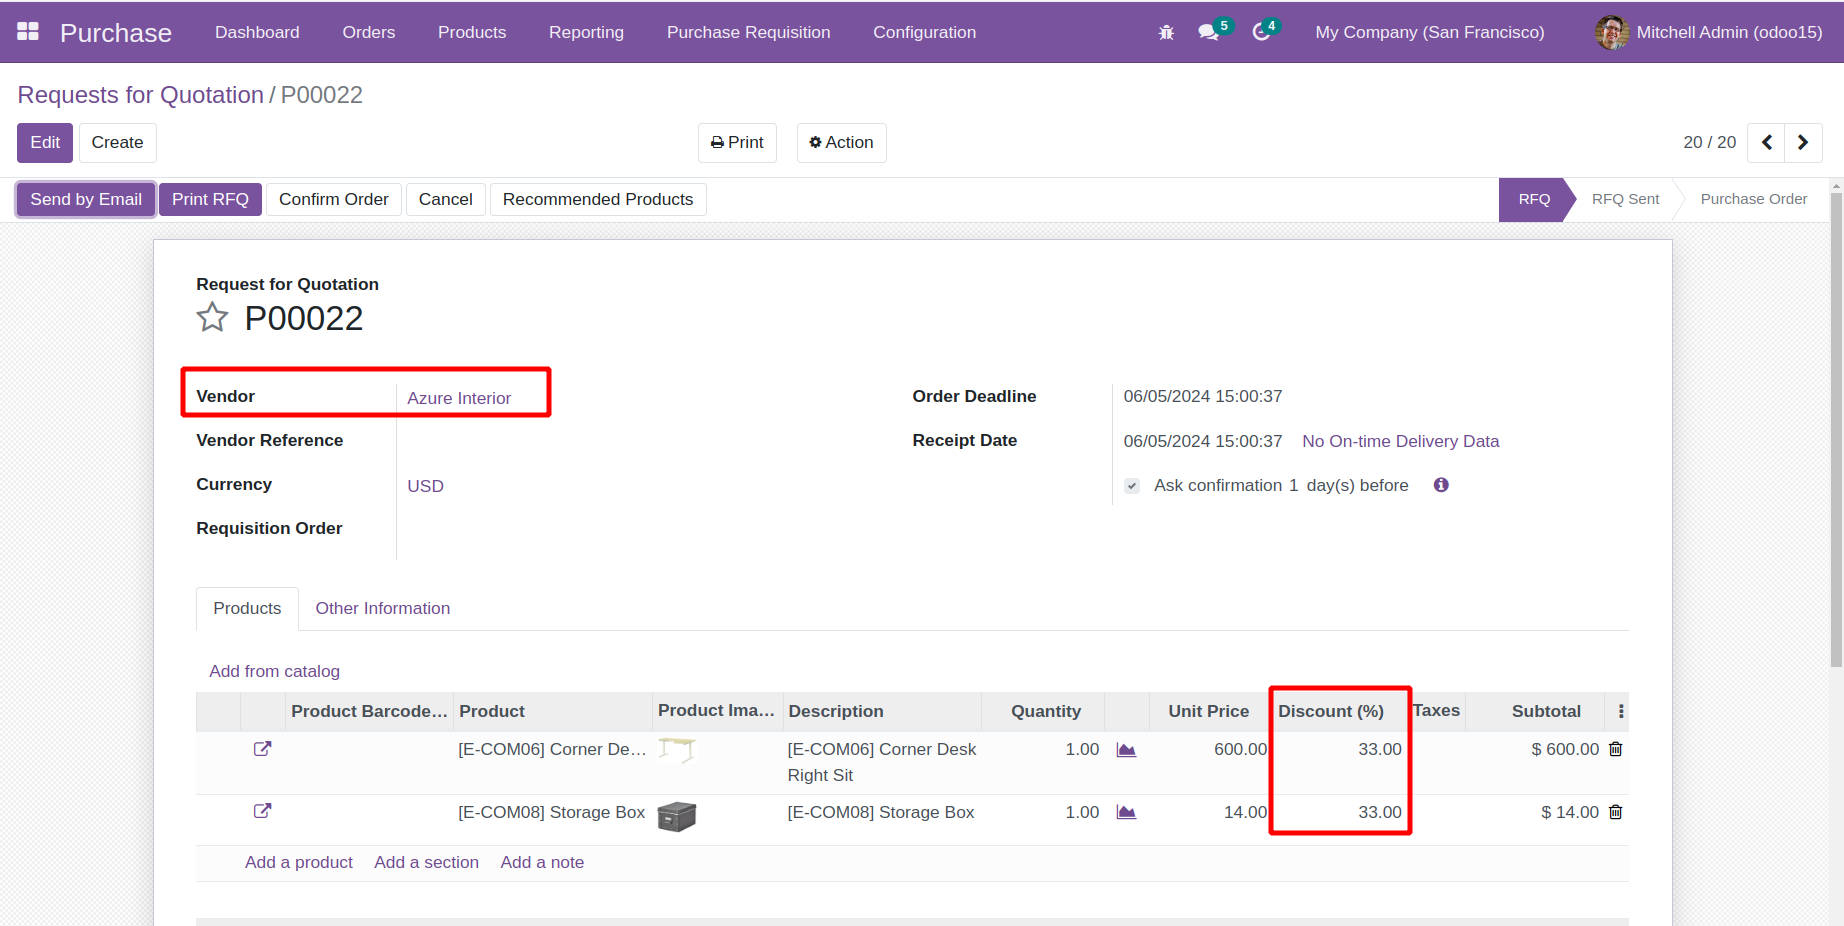 Purchase Dashboard Orders Products Reporting Purchase Requisition Configuration 5 4 My Company (San Francisco) Mitchell Admin (odoo15)
Requests for Quotation / P00022
Edit Create Print Action 20 / 20
Send by Email Print RFQ Confirm Order Cancel Recommended Products RFQ RFQ Sent Purchase Order
Request for Quotation
P00022
Vendor Azure Interior Order Deadline 06/05/2024 15:00:37
Vendor Reference Receipt Date 06/05/2024 15:00:37 No On-time Delivery Data
Currency USD Ask confirmation 1 day(s) before
Requisition Order
Products Other Information
Add from catalog
Product Barcode... Product Product Ima... Description Quantity Unit Price Discount (%) Taxes Subtotal
[E-COM06] Corner De... [E-COM06] Corner Desk 1.00 600.00 33.00 $ 600.00
Right Sit
[E-COM08] Storage Box [E-COM08] Storage Box 1.00 14.00 33.00 $ 14.00
Add a product Add a section Add a note